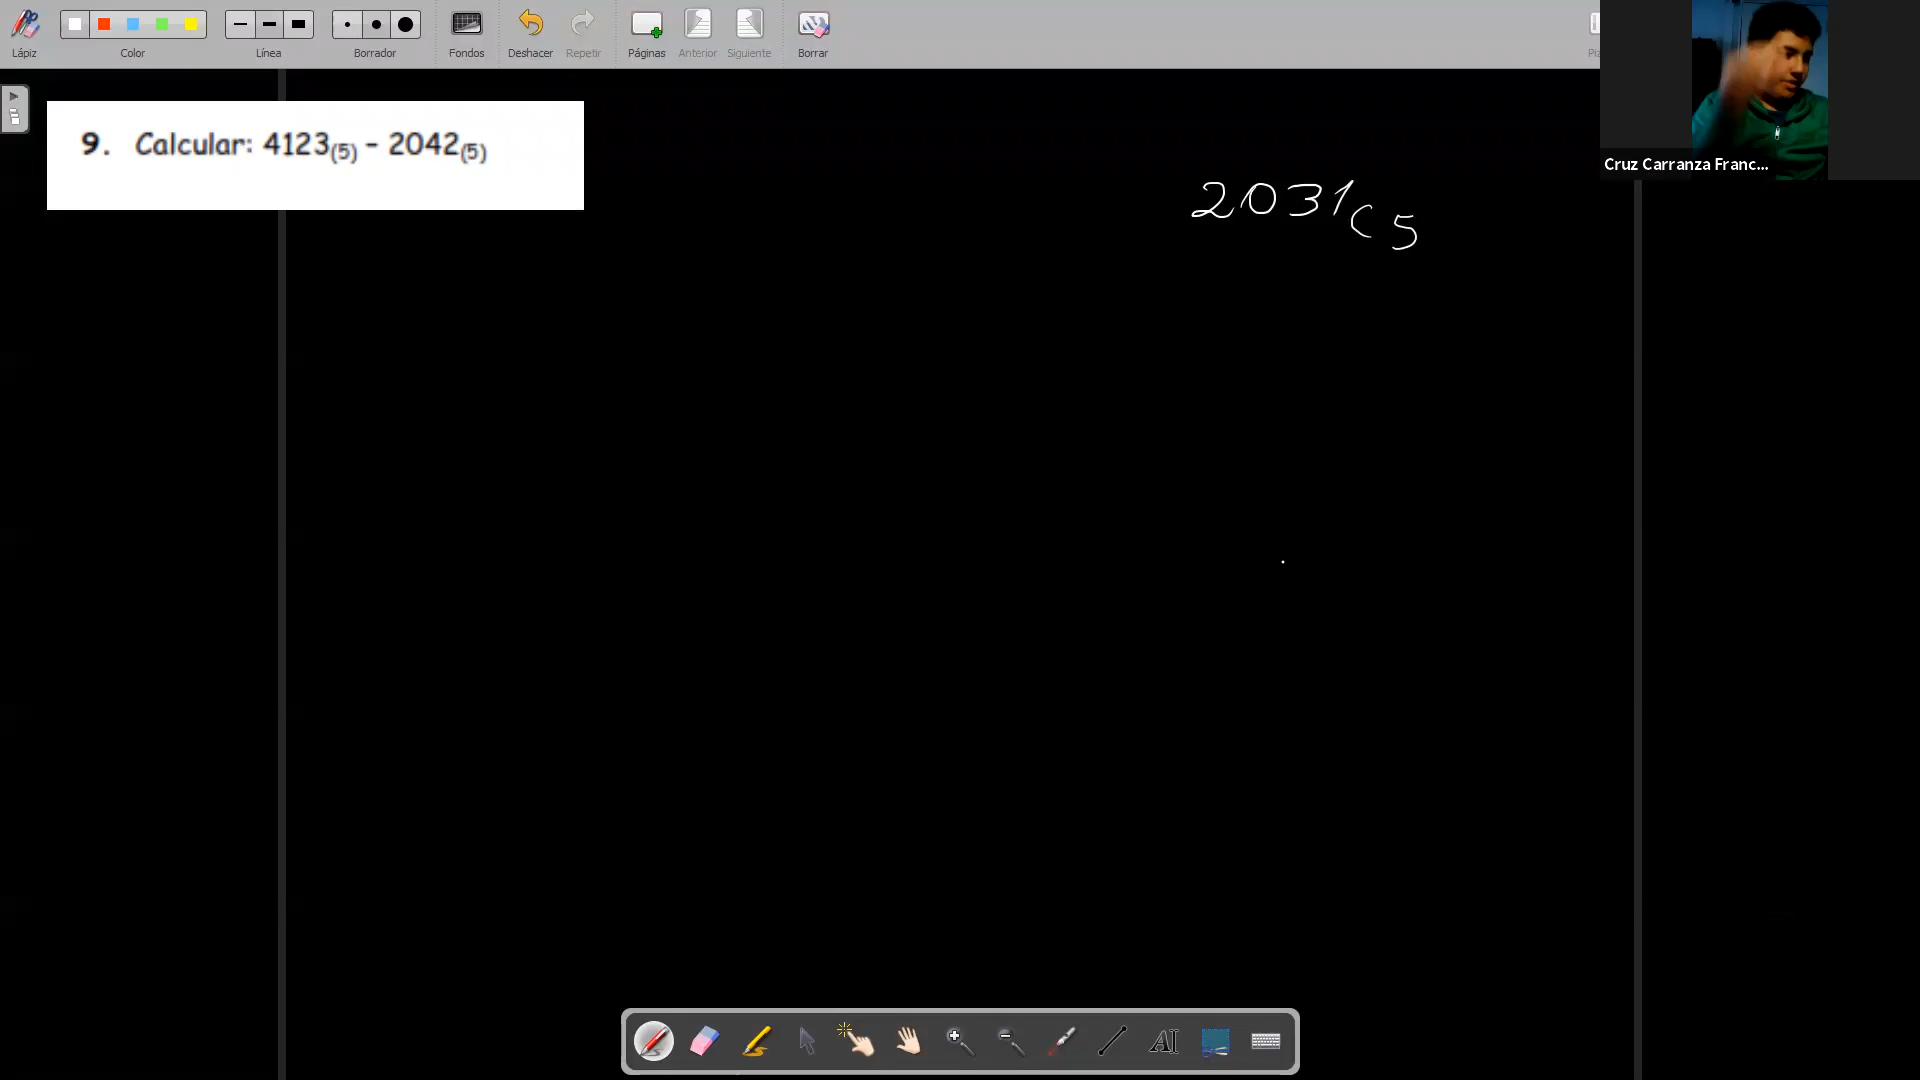 Lápiz
Color
Línea
Borrador
Fondos
Deshacer
Repetir
Páginas
Anterior
Siguiente
Borrar
Cruz Carranza Franc...
9. Calcular: 4123(5) - 2042(5)
2031(5
AI